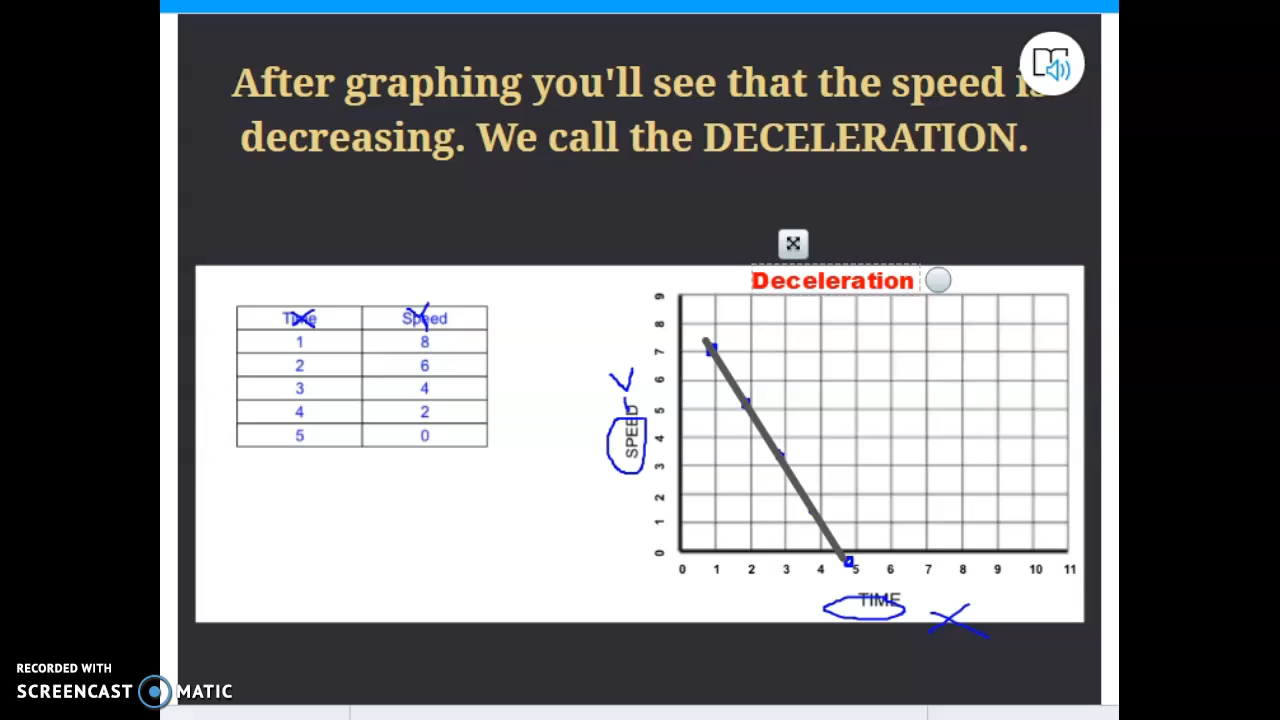 After graphing you'll see that the speed is
decreasing. We call the DECELERATION.
Deceleration
Time Speed
1 8
2 6
3 4
4 2
5 0
X
Y
Y
SPEED
9
8
7
6
5
4
3
2
1
0
0 1 2 3 4 5 6 7 8 9 10 11
TIME
X
RECORDED WITH
SCREENCAST MATIC